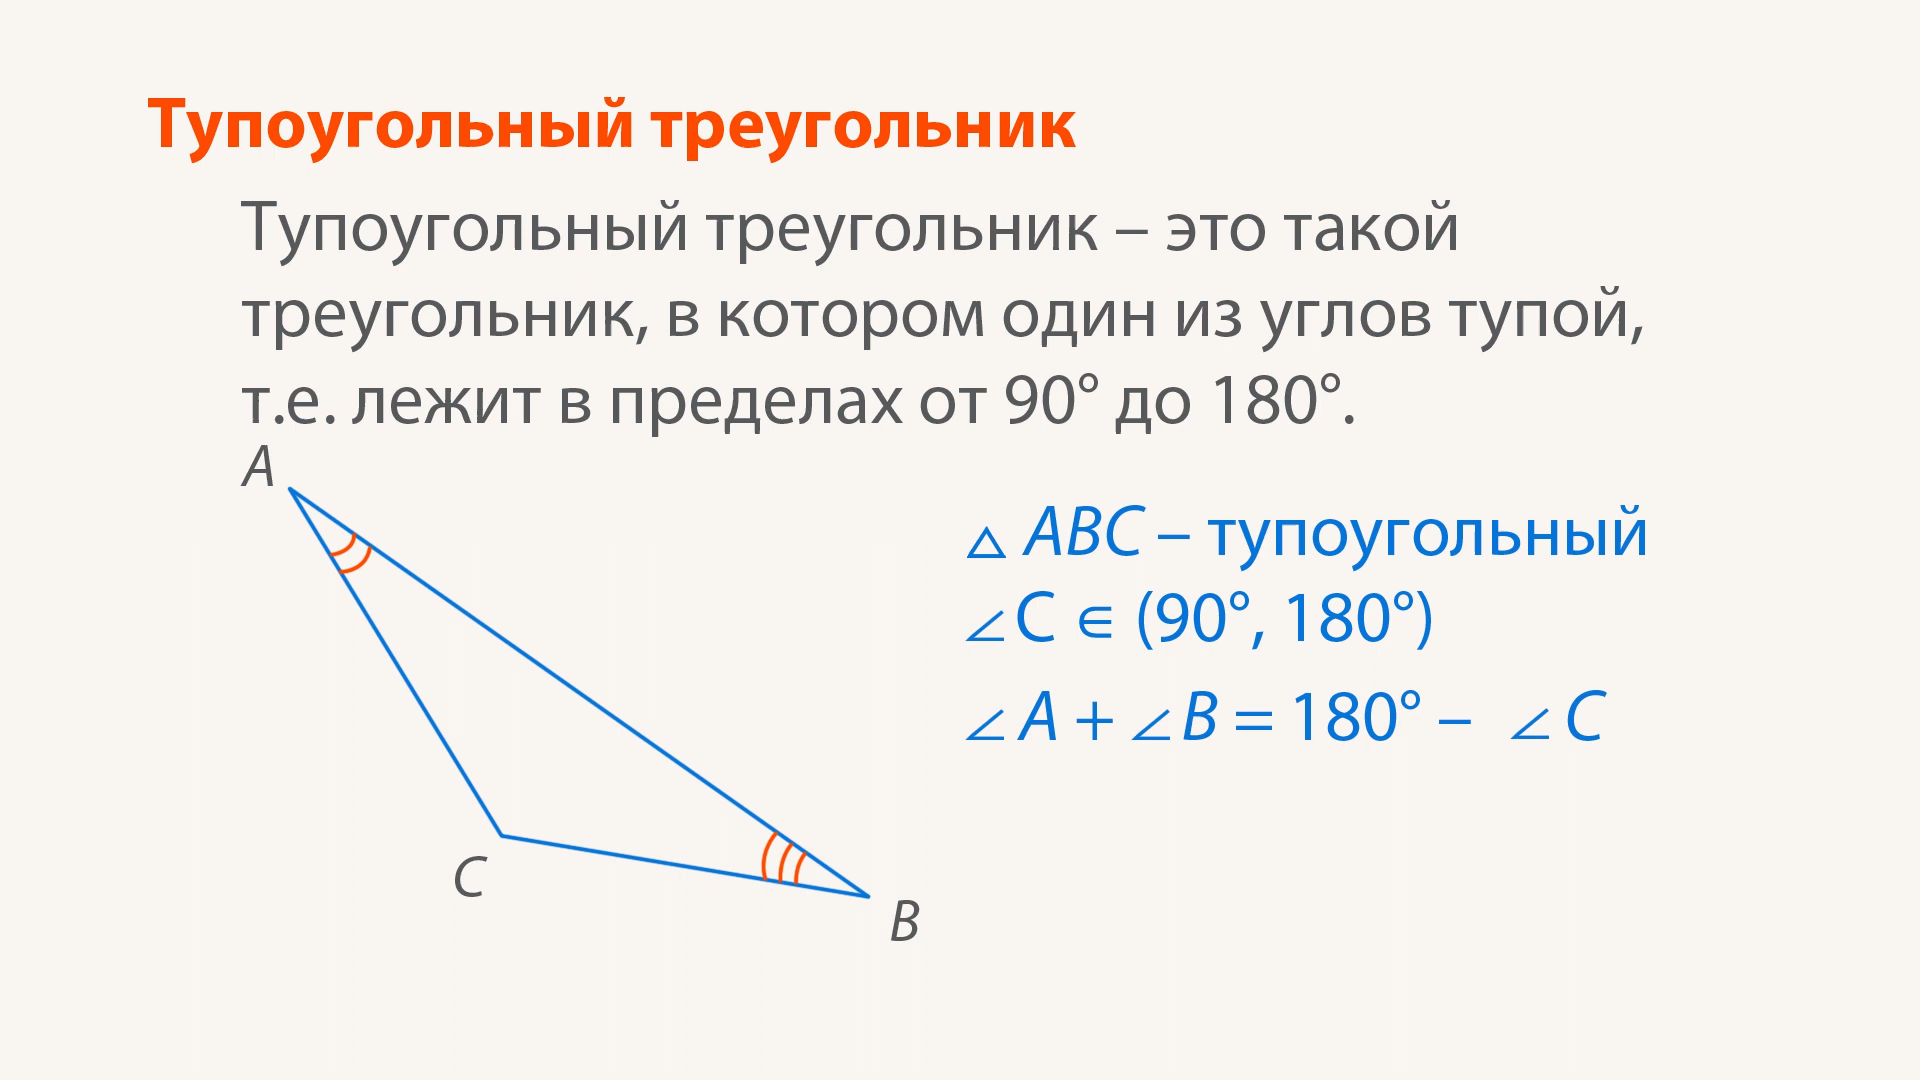 Тупоугольный треугольник
Тупоугольный треугольник – это такой
треугольник, в котором один из углов тупой,
т.е. лежит в пределах от 90° до 180°.
A
△ ABC – тупоугольный
∠C ∈ (90°, 180°)
∠A + ∠B = 180° – ∠C
C
B